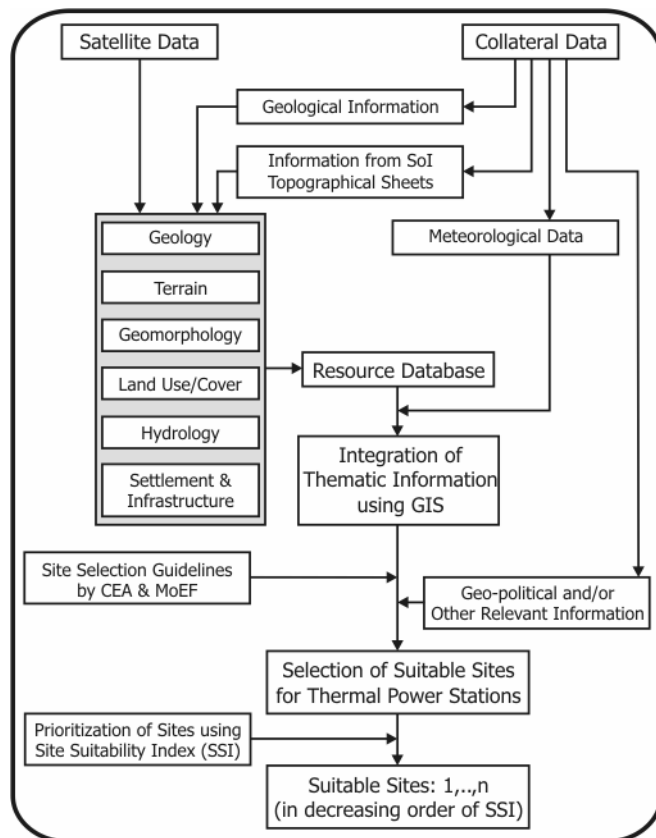 Satellite Data
Collateral Data
Geological Information
Information from SoI
Topographical Sheets
Geology
Meteorological Data
Terrain
Geomorphology
Resource Database
Land Use/Cover
Hydrology
Integration of
Thematic Information
using GIS
Settlement &
Infrastructure
Site Selection Guidelines
by CEA & MoEF
Geo-political and/or
Other Relevant Information
Selection of Suitable Sites
for Thermal Power Stations
Prioritization of Sites using
Site Suitability Index (SSI)
Suitable Sites: 1,..,n
(in decreasing order of SSI)